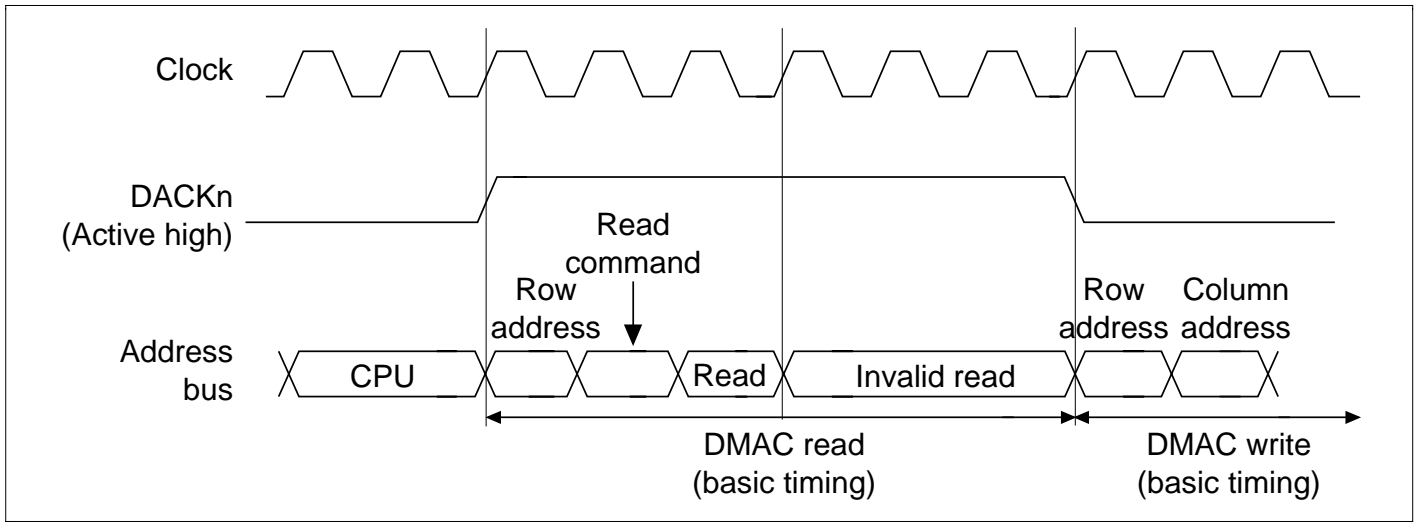 Clock
DACKn
(Active high)
Read
command
Row
address
Row
address
Column
address
Address
bus
CPU
Read
Invalid read
DMAC read
(basic timing)
DMAC write
(basic timing)